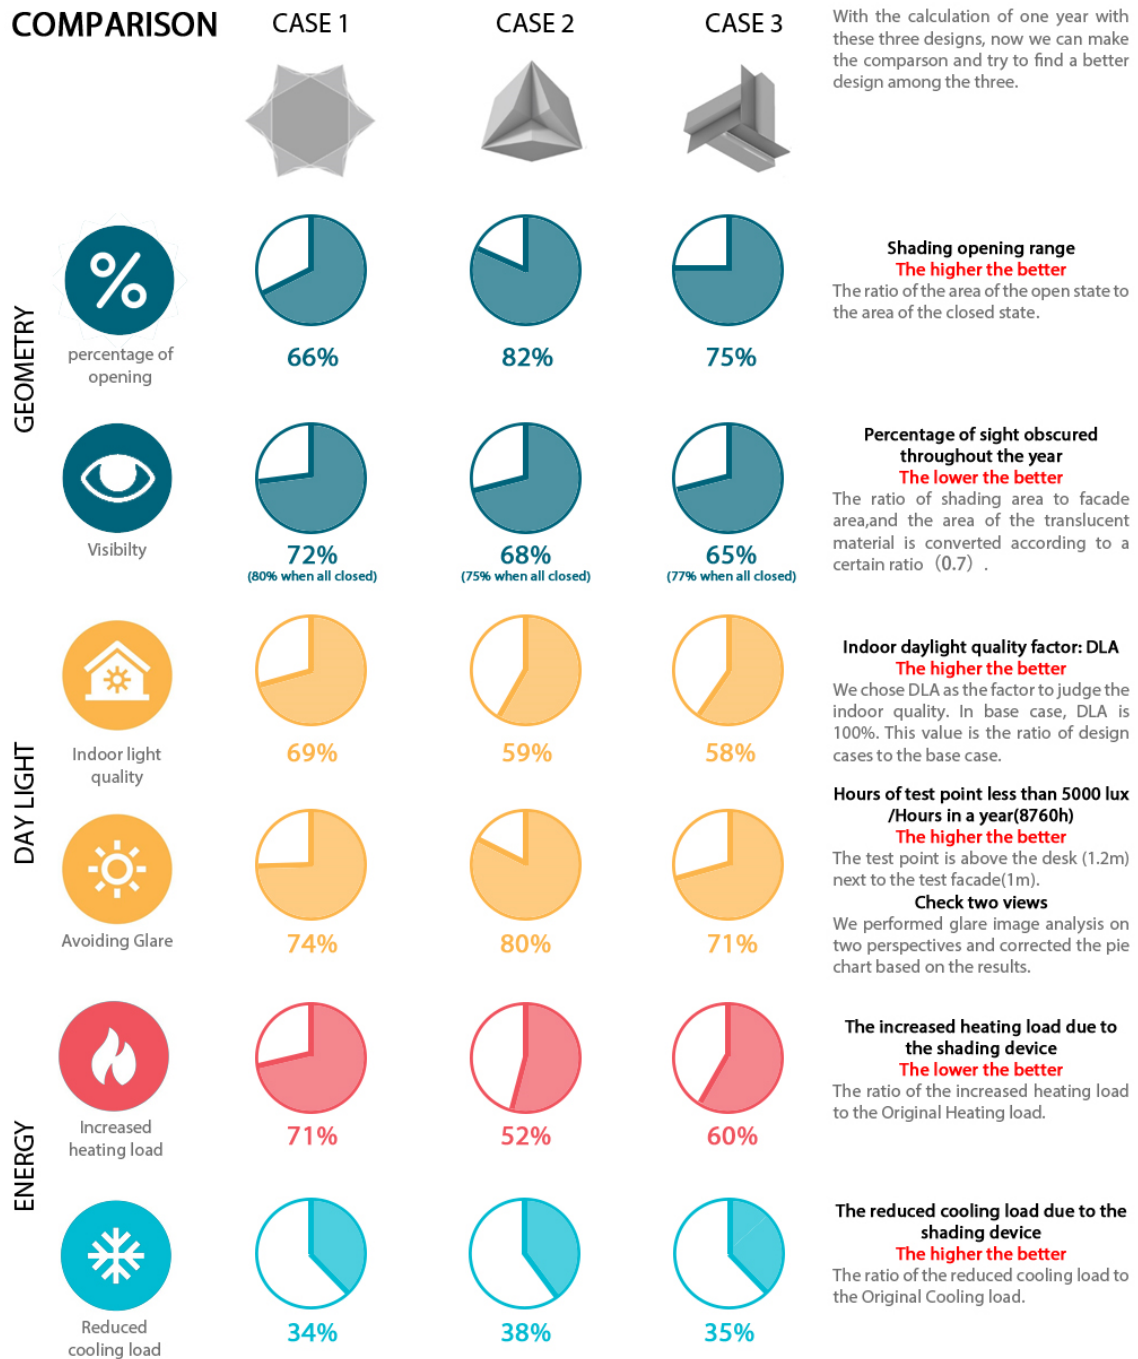 COMPARISON
CASE 1
CASE 2
CASE 3
With the calculation of one year with
these three designs, now we can make
the comparson and try to find a better
design among the three.
GEOMETRY
percentage of
opening
66%
82%
75%
Shading opening range
The higher the better
The ratio of the area of the open state to
the area of the closed state.
Visibilty
72%
(80% when all closed)
68%
(75% when all closed)
65%
(77% when all closed)
Percentage of sight obscured
throughout the year
The lower the better
The ratio of shading area to facade
area,and the area of the translucent
material is converted according to a
certain ratio（0.7）.
DAY LIGHT
Indoor light
quality
69%
59%
58%
Indoor daylight quality factor: DLA
The higher the better
We chose DLA as the factor to judge the
indoor quality. In base case, DLA is
100%. This value is the ratio of design
cases to the base case.
Avoiding Glare
74%
80%
71%
Hours of test point less than 5000 lux
/Hours in a year(8760h)
The higher the better
The test point is above the desk (1.2m)
next to the test facade(1m).
Check two views
We performed glare image analysis on
two perspectives and corrected the pie
chart based on the results.
ENERGY
Increased
heating load
71%
52%
60%
The increased heating load due to
the shading device
The lower the better
The ratio of the increased heating load
to the Original Heating load.
Reduced
cooling load
34%
38%
35%
The reduced cooling load due to the
shading device
The higher the better
The ratio of the reduced cooling load to
the Original Cooling load.